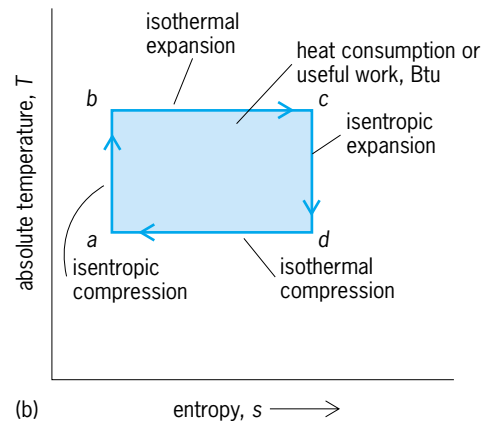 isothermal
expansion
heat consumption or
useful work, Btu
b
c
isentropic
expansion
absolute temperature, T
a
d
isentropic
compression
isothermal
compression
(b)
entropy, s